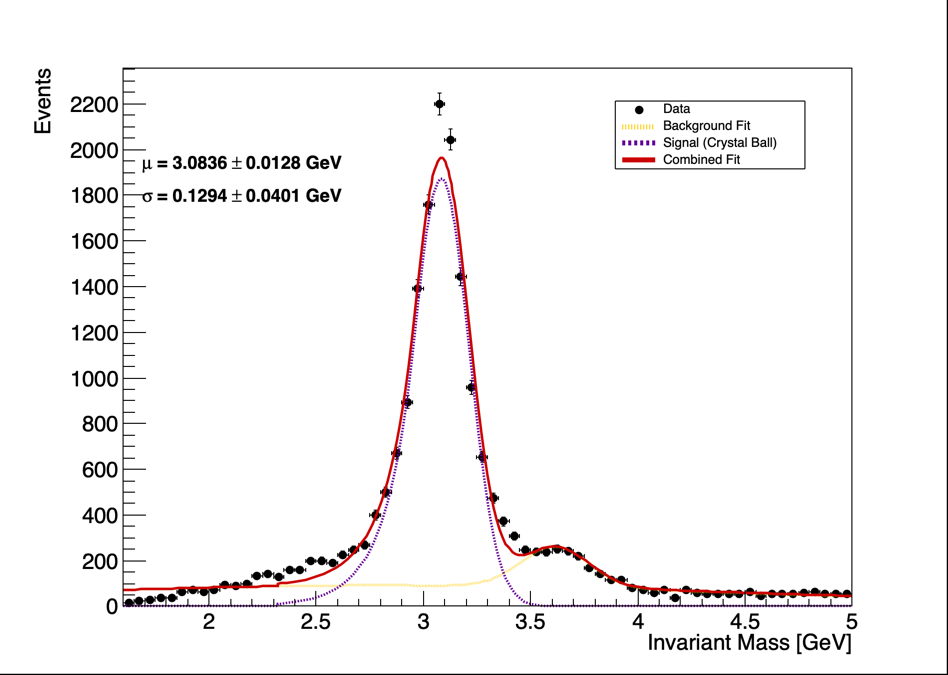 Events
2200
2000
1800
1600
1400
1200
1000
800
600
400
200
0
μ = 3.0836 ± 0.0128 GeV
σ = 0.1294 ± 0.0401 GeV
Data
Background Fit
Signal (Crystal Ball)
Combined Fit
2 2.5 3 3.5 4 4.5 5
Invariant Mass [GeV]